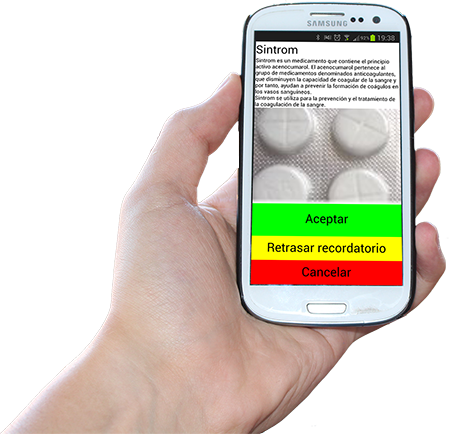 SAMSUNG
92% 19:38
Sintrom
Sintrom es un medicamento que contiene el principio
activo acenocumarol. El acenocumarol pertenece al
grupo de medicamentos denominados anticoagulantes,
que disminuyen la capacidad de coagular de la sangre y
por tanto, ayudan a prevenir la formación de coágulos en
los vasos sanguíneos.
Sintrom se utiliza para la prevención y el tratamiento de
la coagulación de la sangre.
Aceptar
Retrasar recordatorio
Cancelar